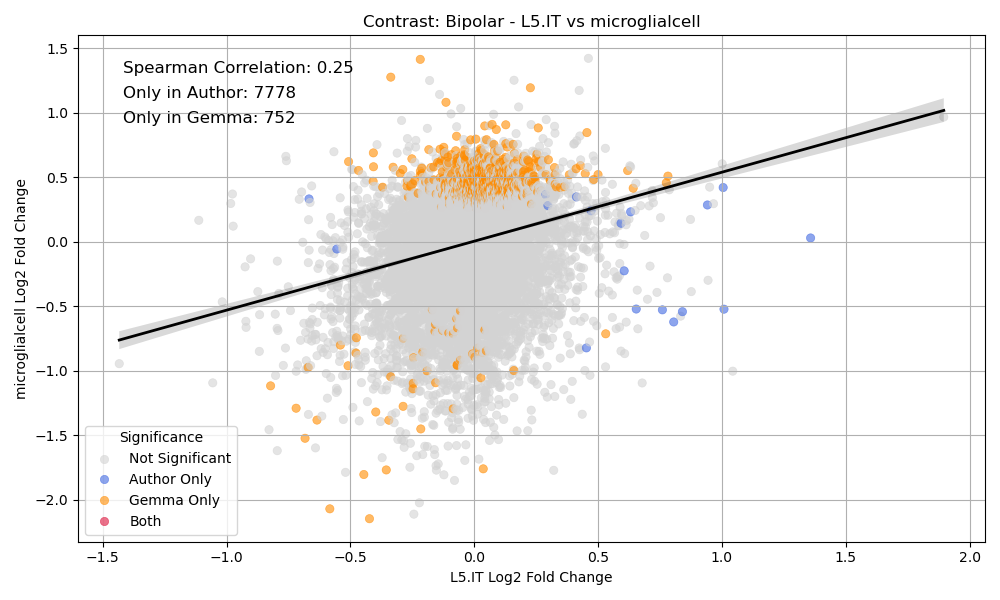 Contrast: Bipolar - L5.IT vs microglialcell
Spearman Correlation: 0.25
Only in Author: 7778
Only in Gemma: 752
microglialcell Log2 Fold Change
1.5
1.0
0.5
0.0
−0.5
−1.0
−1.5
−2.0
Significance
Not Significant
Author Only
Gemma Only
Both
−1.5
−1.0
−0.5
0.0
0.5
1.0
1.5
2.0
L5.IT Log2 Fold Change